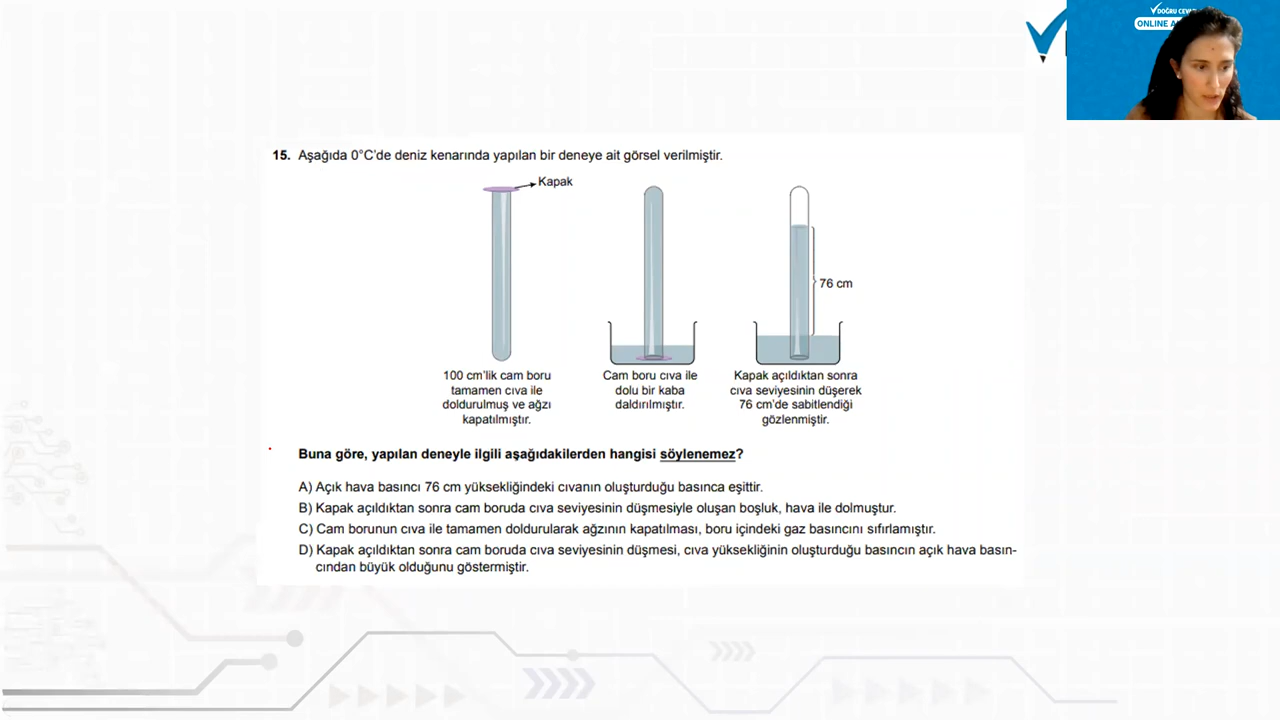 DOĞRU CEVAP
15. Aşağıda 0°C'de deniz kenarında yapılan bir deneye ait görsel verilmiştir.
Kapak
76 cm
100 cm'lik cam boru
tamamen cıva ile
doldurulmuş ve ağzı
kapatılmıştır.
Cam boru cıva ile
dolu bir kaba
daldırılmıştır.
Kapak açıldıktan sonra
cıva seviyesinin düşerek
76 cm'de sabitlendiği
gözlenmiştir.
Buna göre, yapılan deneyle ilgili aşağıdakilerden hangisi söylenemez?
A) Açık hava basıncı 76 cm yüksekliğindeki cıvanın oluşturduğu basınca eşittir.
B) Kapak açıldıktan sonra cam boruda cıva seviyesinin düşmesiyle oluşan boşluk, hava ile dolmuştur.
C) Cam borunun cıva ile tamamen doldurularak ağzının kapatılması, boru içindeki gaz basıncını sıfırlamıştır.
D) Kapak açıldıktan sonra cam boruda cıva seviyesinin düşmesi, cıva yüksekliğinin oluşturduğu basıncın açık hava basın-
cından büyük olduğunu göstermiştir.
ONLINE